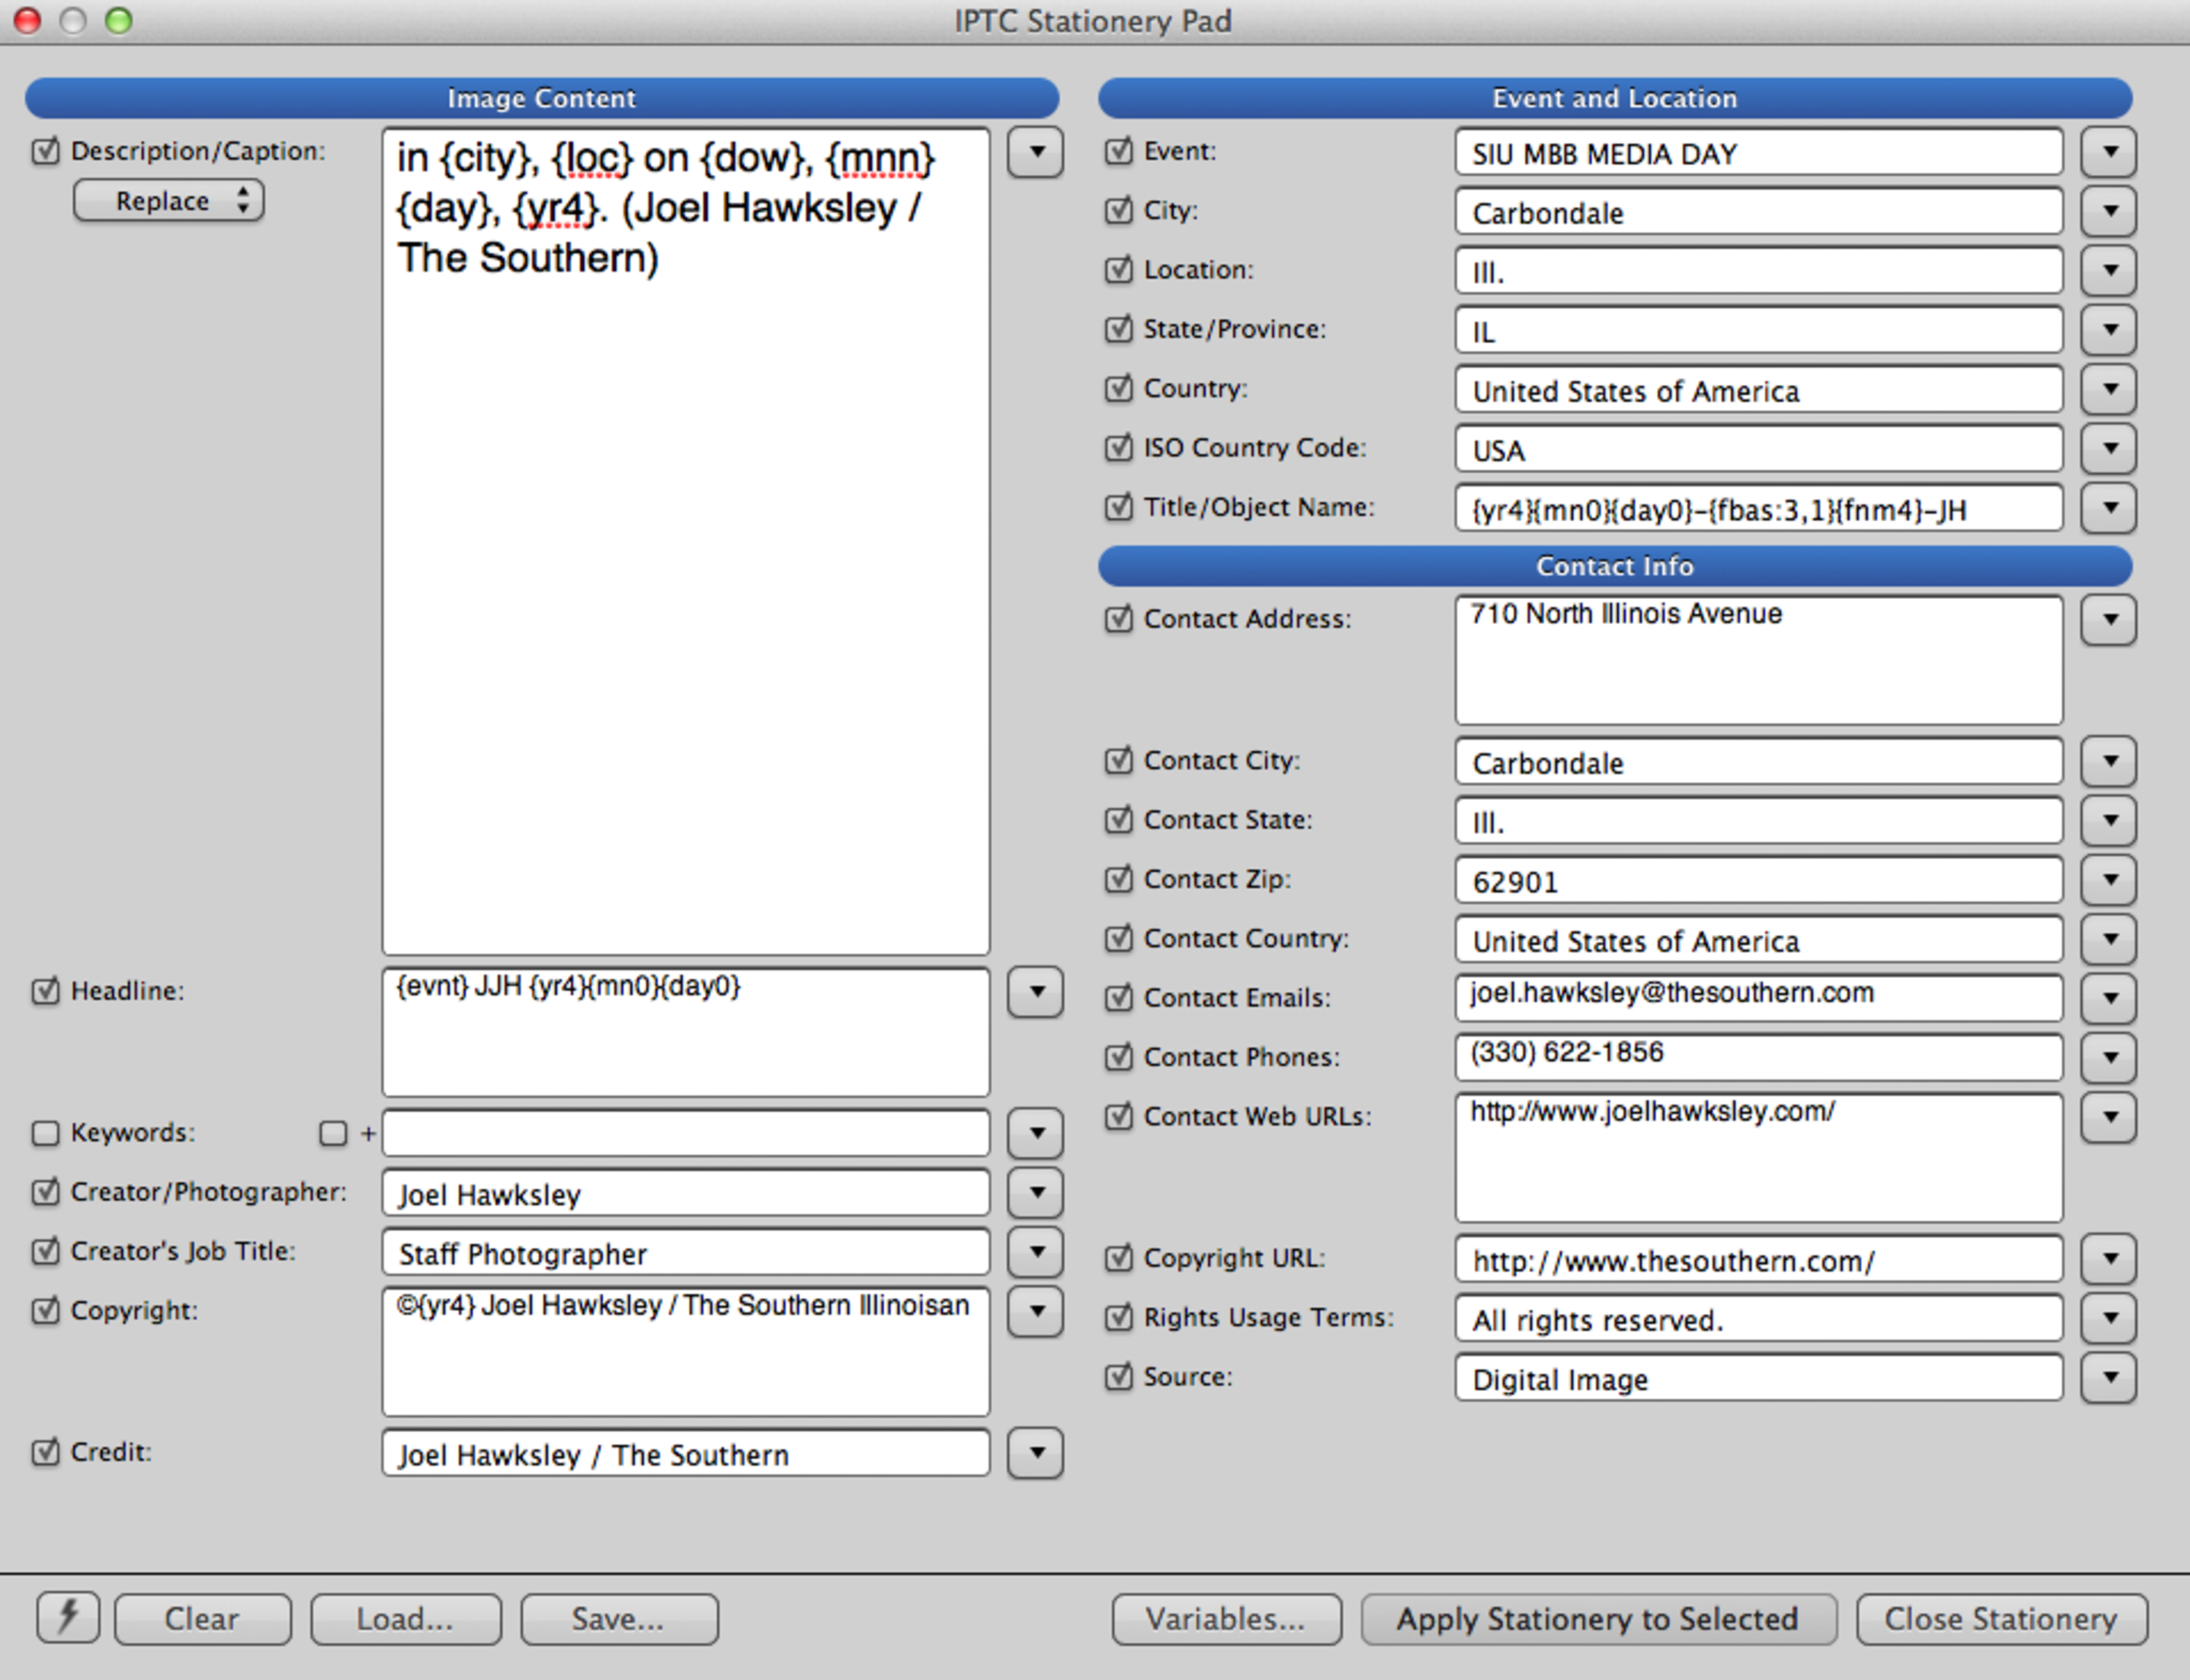 IPTC Stationery Pad
Image Content
Description/Caption:
Replace
in {city}, {loc} on {dow}, {mnn}
{day}, {yr4}. (Joel Hawksley /
The Southern)
Headline:
{evnt} JJH {yr4}{mn0}{day0}
Keywords:
+
Creator/Photographer:
Joel Hawksley
Creator's Job Title:
Staff Photographer
Copyright:
©{yr4} Joel Hawksley / The Southern Illinoisan
Credit:
Joel Hawksley / The Southern
Event and Location
Event:
SIU MBB MEDIA DAY
City:
Carbondale
Location:
Ill.
State/Province:
IL
Country:
United States of America
ISO Country Code:
USA
Title/Object Name:
{yr4}{mn0}{day0}-{fbas:3,1}{fnm4}-JH
Contact Info
Contact Address:
710 North Illinois Avenue
Contact City:
Carbondale
Contact State:
Ill.
Contact Zip:
62901
Contact Country:
United States of America
Contact Emails:
joel.hawksley@thesouthern.com
Contact Phones:
(330) 622-1856
Contact Web URLs:
http://www.joelhawksley.com/
Copyright URL:
http://www.thesouthern.com/
Rights Usage Terms:
All rights reserved.
Source:
Digital Image
Clear
Load...
Save...
Variables...
Apply Stationery to Selected
Close Stationery